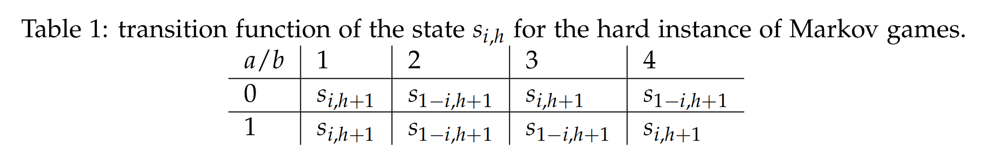 Table 1: transition function of the state s_{i,h} for the hard instance of Markov games.
a/b 1 2 3 4
0 s_{i,h+1} s_{1−i,h+1} s_{i,h+1} s_{1−i,h+1}
1 s_{i,h+1} s_{1−i,h+1} s_{1−i,h+1} s_{i,h+1}